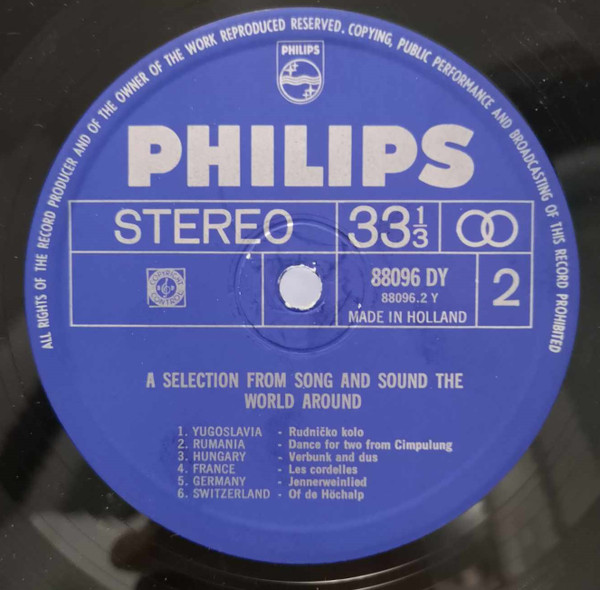 ALL RIGHTS OF THE RECORD PRODUCER AND OF THE OWNER OF THE WORK REPRODUCED RESERVED. COPYING, PUBLIC PERFORMANCE AND BROADCASTING OF THIS RECORD PROHIBITED
PHILIPS
PHILIPS
STEREO 33 1/3
88096 DY
88096.2 Y
MADE IN HOLLAND
2
A SELECTION FROM SONG AND SOUND THE
WORLD AROUND
1. YUGOSLAVIA - Rudničko kolo
2. RUMANIA - Dance for two from Cimpulung
3. HUNGARY - Verbunk and dus
4. FRANCE - Les cordelles
5. GERMANY - Jennerweinlied
6. SWITZERLAND - Of de Höchalp